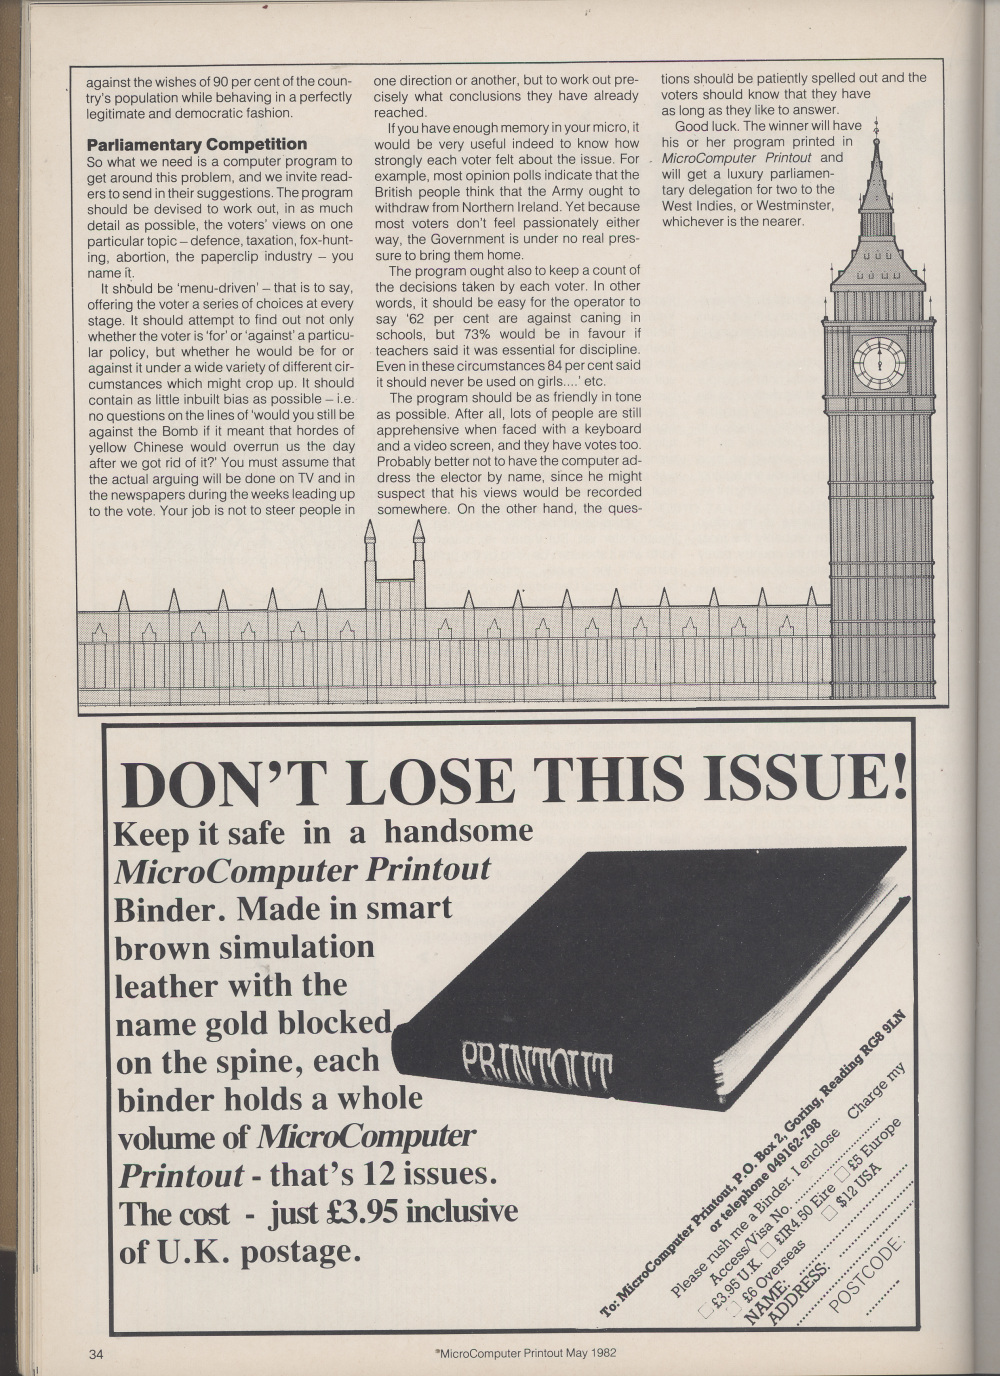 against the wishes of 90 per cent of the coun-
try's population while behaving in a perfectly
legitimate and democratic fashion.
Parliamentary Competition
So what we need is a computer program to
get around this problem, and we invite read-
ers to send in their suggestions. The program
should be devised to work out, in as much
detail as possible, the voters' views on one
particular topic – defence, taxation, fox-hunt-
ing, abortion, the paperclip industry – you
name it.
It should be 'menu-driven' – that is to say,
offering the voter a series of choices at every
stage. It should attempt to find out not only
whether the voter is 'for' or 'against' a particu-
lar policy, but whether he would be for or
against it under a wide variety of different cir-
cumstances which might crop up. It should
contain as little inbuilt bias as possible – i.e.
no questions on the lines of 'would you still be
against the Bomb if it meant that hordes of
yellow Chinese would overrun us the day
after we got rid of it?' You must assume that
the actual arguing will be done on TV and in
the newspapers during the weeks leading up
to the vote. Your job is not to steer people in
one direction or another, but to work out pre-
cisely what conclusions they have already
reached.
If you have enough memory in your micro, it
would be very useful indeed to know how
strongly each voter felt about the issue. For
example, most opinion polls indicate that the
British people think that the Army ought to
withdraw from Northern Ireland. Yet because
most voters don't feel passionately either
way, the Government is under no real pres-
sure to bring them home.
The program ought also to keep a count of
the decisions taken by each voter. In other
words, it should be easy for the operator to
say '62 per cent are against caning in
schools, but 73% would be in favour if
teachers said it was essential for discipline.
Even in these circumstances 84 per cent said
it should never be used on girls....' etc.
The program should be as friendly in tone
as possible. After all, lots of people are still
apprehensive when faced with a keyboard
and a video screen, and they have votes too.
Probably better not to have the computer ad-
dress the elector by name, since he might
suspect that his views would be recorded
somewhere. On the other hand, the ques-
tions should be patiently spelled out and the
voters should know that they have
as long as they like to answer.
Good luck. The winner will have
his or her program printed in
MicroComputer Printout and
will get a luxury parliamen-
tary delegation for two to the
West Indies, or Westminster,
whichever is the nearer.
DON'T LOSE THIS ISSUE!
Keep it safe in a handsome
MicroComputer Printout
Binder. Made in smart
brown simulation
leather with the
name gold blocked
on the spine, each
binder holds a whole
volume of MicroComputer
Printout - that's 12 issues.
The cost - just £3.95 inclusive
of U.K. postage.
PRINTOUT
To: MicroComputer Printout, P.O. Box 2, Goring, Reading RG8 9LN
or telephone 049162-798
Please rush me a Binder. I enclose Charge my
Access/Visa No. ....................
£3.95 U.K. £IR4.50 Eire £5 Europe
£6 Overseas $12 USA
NAME:
ADDRESS:
POSTCODE:
34
*MicroComputer Printout May 1982